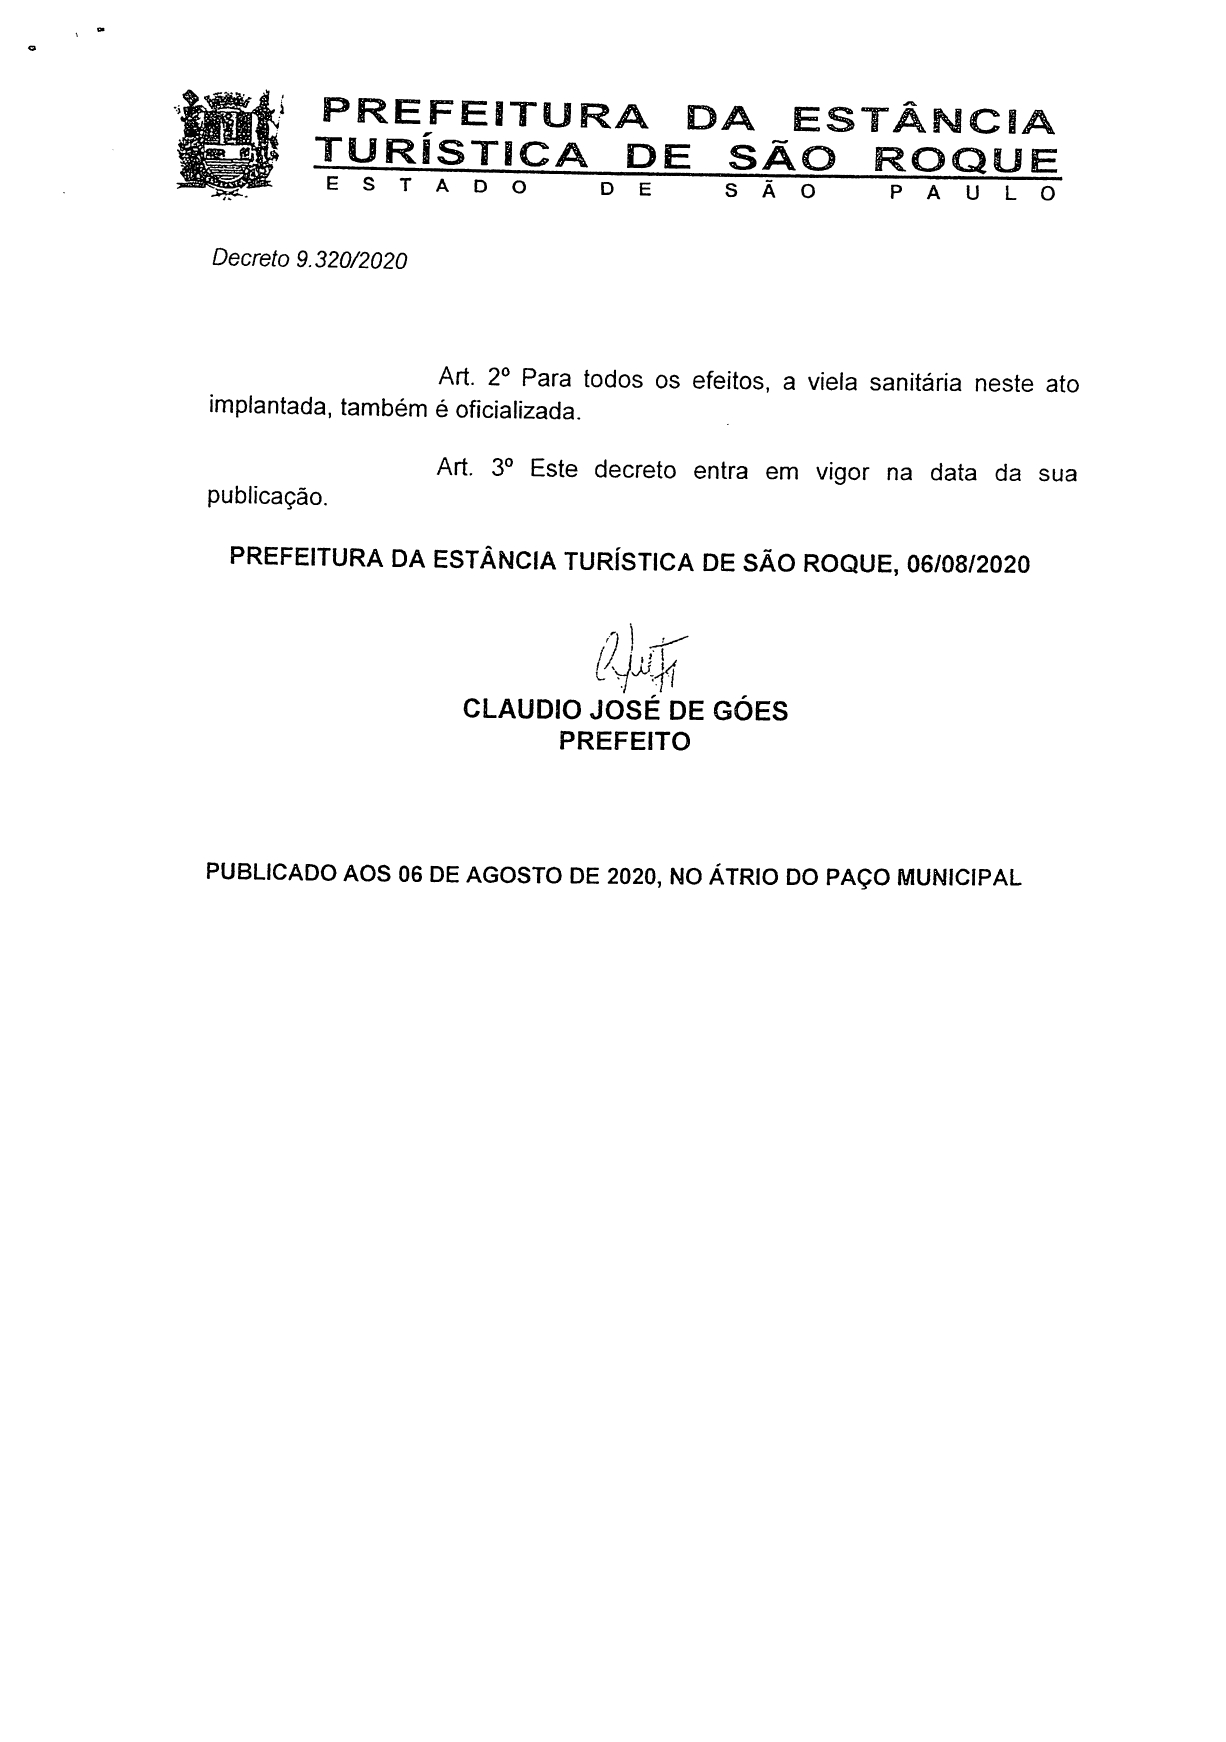 PREFEITURA DA ESTÂNCIA
TURÍSTICA DE SÃO ROQUE
ESTADO DE SÃO PAULO
Decreto 9.320/2020
Art. 2º Para todos os efeitos, a viela sanitária neste ato
implantada, também é oficializada.
Art. 3º Este decreto entra em vigor na data da sua
publicação.
PREFEITURA DA ESTÂNCIA TURÍSTICA DE SÃO ROQUE, 06/08/2020
CLAUDIO JOSÉ DE GÓES
PREFEITO
PUBLICADO AOS 06 DE AGOSTO DE 2020, NO ÁTRIO DO PAÇO MUNICIPAL